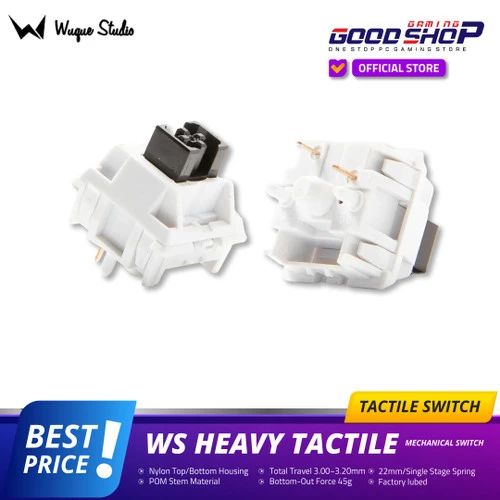 Wuque Studio
GAMING
GOODSHOP
ONE STOP PC GAMING STORE
OFFICIAL STORE
TACTILE SWITCH
BEST
PRICE!
WS HEAVY TACTILE MECHANICAL SWITCH
• Nylon Top/Bottom Housing
• POM Stem Material
• Total Travel 3.00~3.20mm
• Bottom-Out Force 45g
• 22mm/Single Stage Spring
• Factory lubed